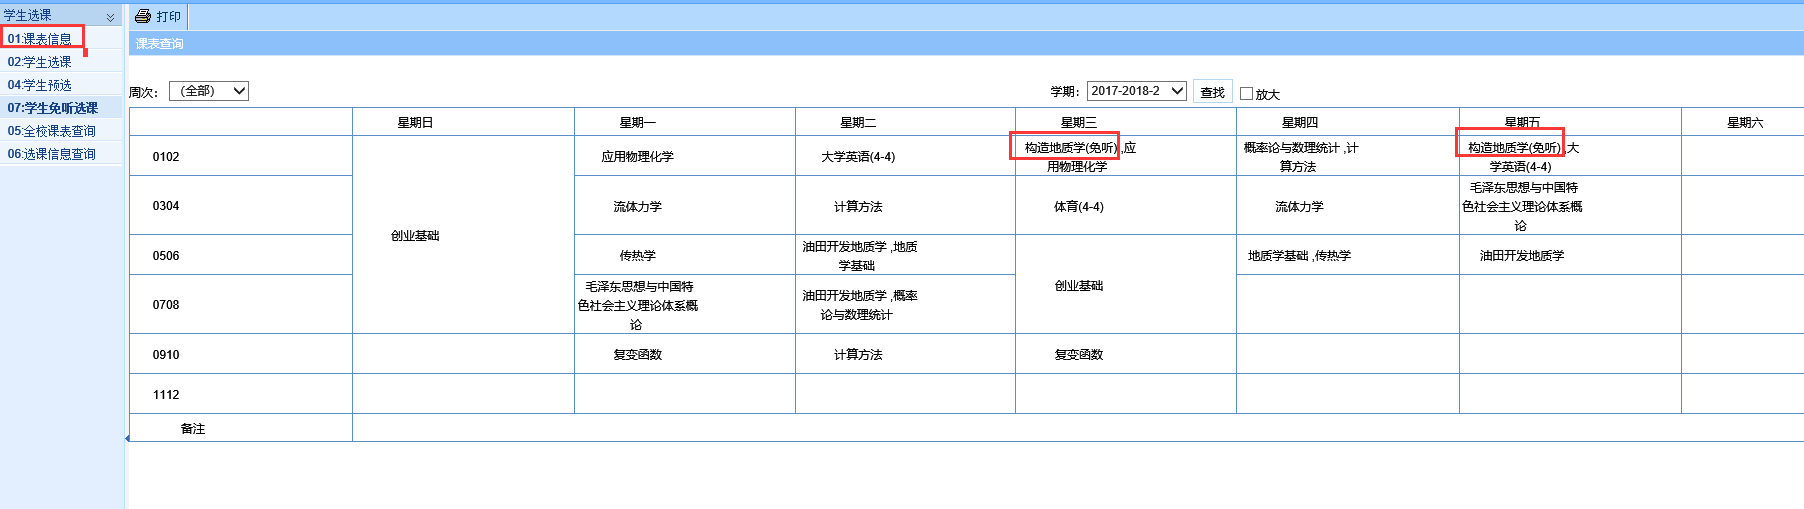 学生选课
01:课表信息
02:学生选课
04:学生预选
07:学生免听选课
05:全校课表查询
06:选课信息查询
打印
课表查询
周次： (全部) 学期： 2017-2018-2 查找 放大
星期日 星期一 星期二 星期三 星期四 星期五 星期六
0102
应用物理化学
大学英语(4-4)
构造地质学(免听) ,应
用物理化学
概率论与数理统计 ,计
算方法
构造地质学(免听) ,大
学英语(4-4)
0304
创业基础
流体力学
计算方法
体育(4-4)
流体力学
毛泽东思想与中国特
色社会主义理论体系概
论
0506
传热学
油田开发地质学 ,地质
学基础
创业基础
地质学基础 ,传热学
油田开发地质学
0708
毛泽东思想与中国特
色社会主义理论体系概
论
油田开发地质学 ,概率
论与数理统计
0910
复变函数
计算方法
复变函数
1112
备注